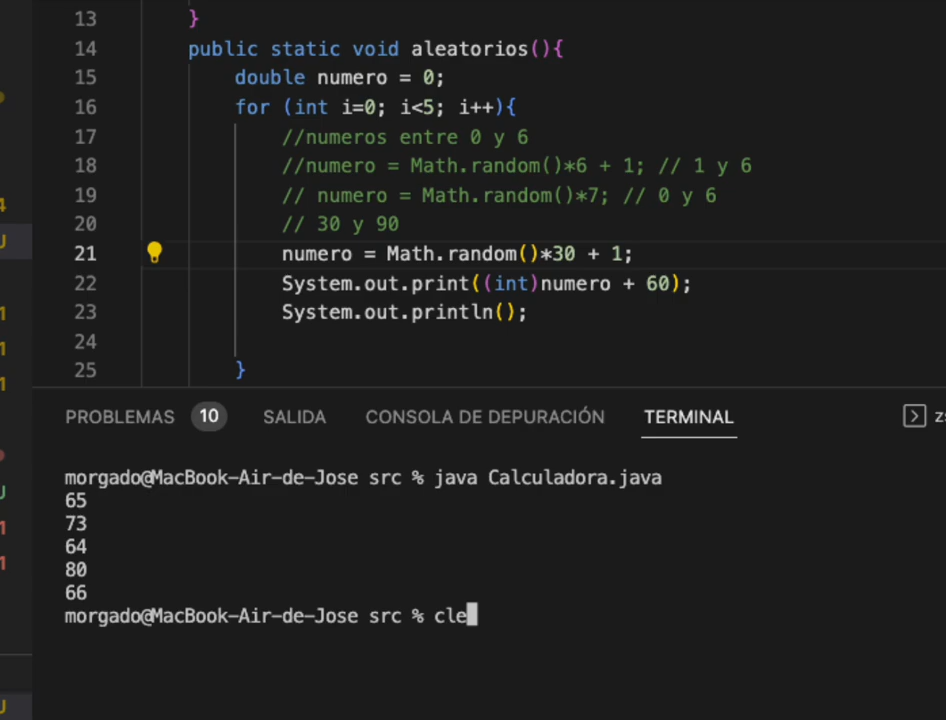 13 }
14 public static void aleatorios(){
15 double numero = 0;
16 for (int i=0; i<5; i++){
17 //numeros entre 0 y 6
18 //numero = Math.random()*6 + 1; // 1 y 6
19 // numero = Math.random()*7; // 0 y 6
20 // 30 y 90
21 numero = Math.random()*30 + 1;
22 System.out.print((int)numero + 60);
23 System.out.println();
24
25 }
PROBLEMAS 10 SALIDA CONSOLA DE DEPURACIÓN TERMINAL
morgado@MacBook-Air-de-Jose src % java Calculadora.java
65
73
64
80
66
morgado@MacBook-Air-de-Jose src % cle